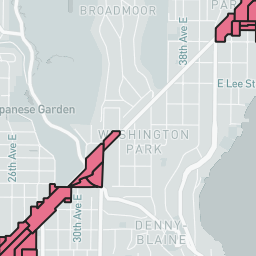 BROADMOOR
PAR
38th Ave E
E Lee St
panese Garden
WASHINGTON
PARK
26th Ave E
30th Ave E
DENNY
BLAINE